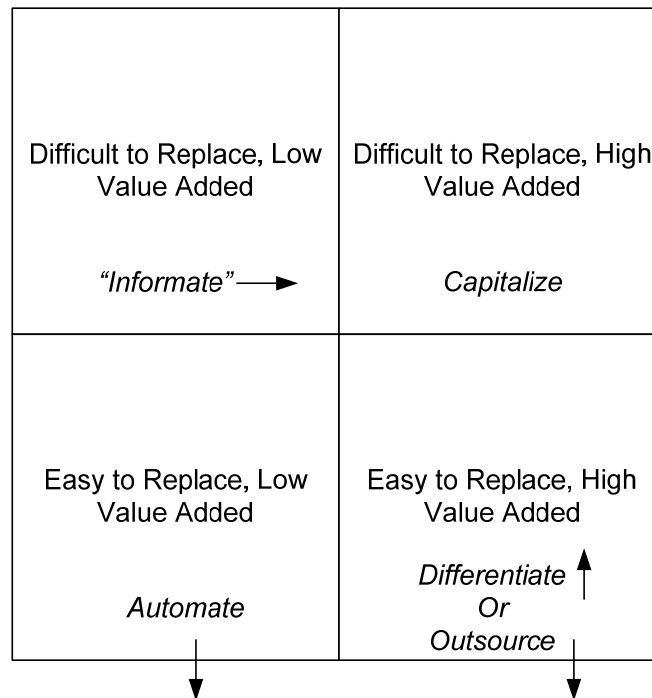 Difficult to Replace, Low
Value Added
“Informate”
Difficult to Replace, High
Value Added
Capitalize
Easy to Replace, Low
Value Added
Automate
Easy to Replace, High
Value Added
Differentiate
Or
Outsource